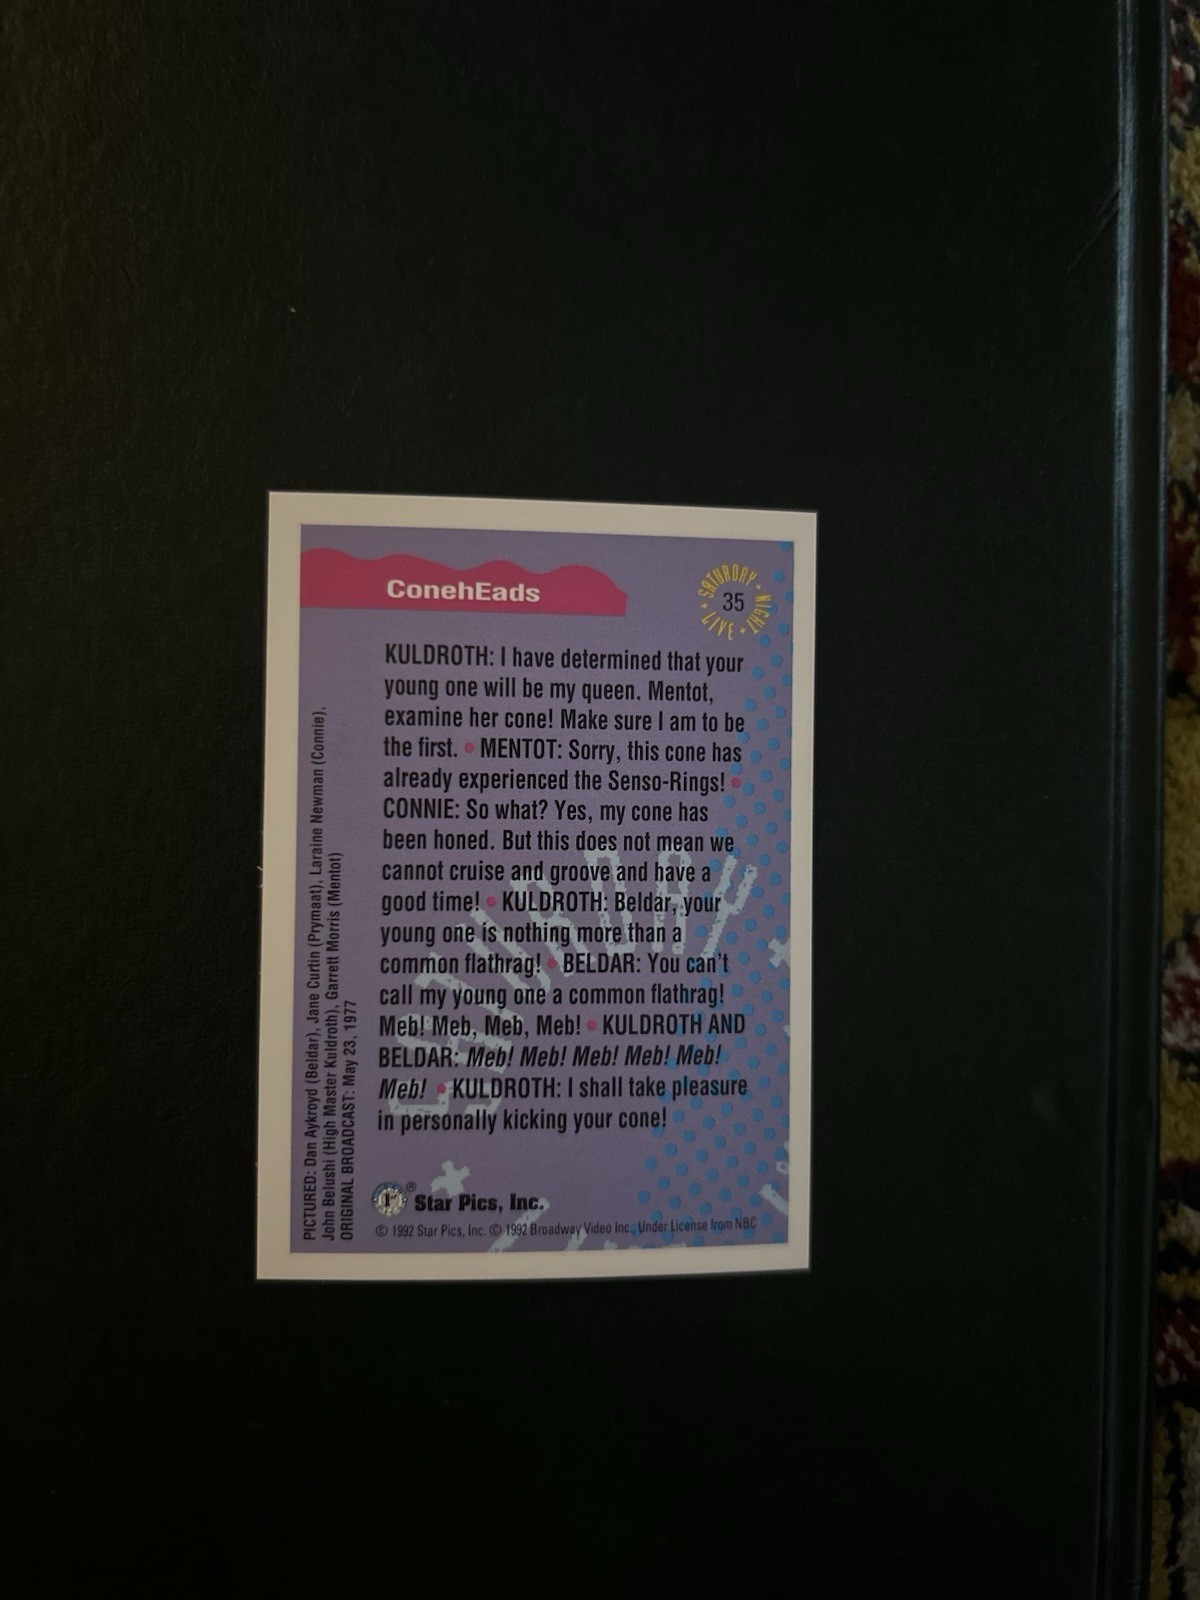 ConehEads
SATURDAY • NIGHT • LIVE •
35
KULDROTH: I have determined that your
young one will be my queen. Mentot,
examine her cone! Make sure I am to be
the first. • MENTOT: Sorry, this cone has
already experienced the Senso-Rings! •
CONNIE: So what? Yes, my cone has
been honed. But this does not mean we
cannot cruise and groove and have a
good time! • KULDROTH: Beldar, your
young one is nothing more than a
common flathrag! • BELDAR: You can't
call my young one a common flathrag!
Meb! Meb, Meb, Meb! • KULDROTH AND
BELDAR: Meb! Meb! Meb! Meb! Meb!
Meb! • KULDROTH: I shall take pleasure
in personally kicking your cone!
SATURDAY
PICTURED: Dan Aykroyd (Beldar), Jane Curtin (Prymaat), Laraine Newman (Connie),
John Belushi (High Master Kuldroth), Garrett Morris (Mentot)
ORIGINAL BROADCAST: May 23, 1977
® Star Pics, Inc.
© 1992 Star Pics, Inc. © 1992 Broadway Video Inc., Under License from NBC